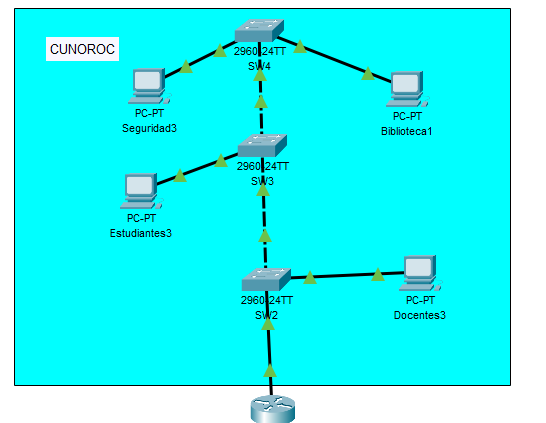 CUNOROC
2960-24TT
SW4
PC-PT
Seguridad3
PC-PT
Biblioteca1
2960-24TT
SW3
PC-PT
Estudiantes3
2960-24TT
SW2
PC-PT
Docentes3